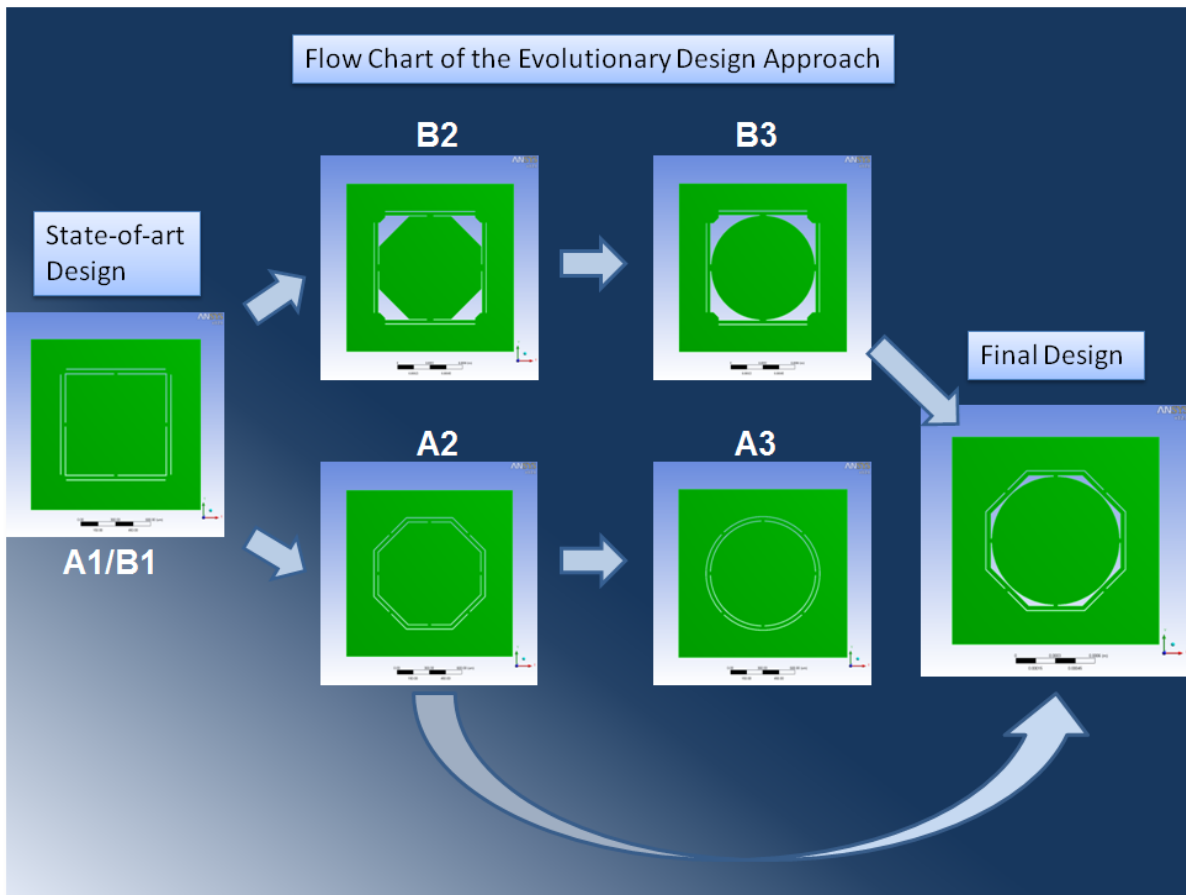 Flow Chart of the Evolutionary Design Approach
B2
B3
State-of-art
Design
Final Design
A2
A3
A1/B1